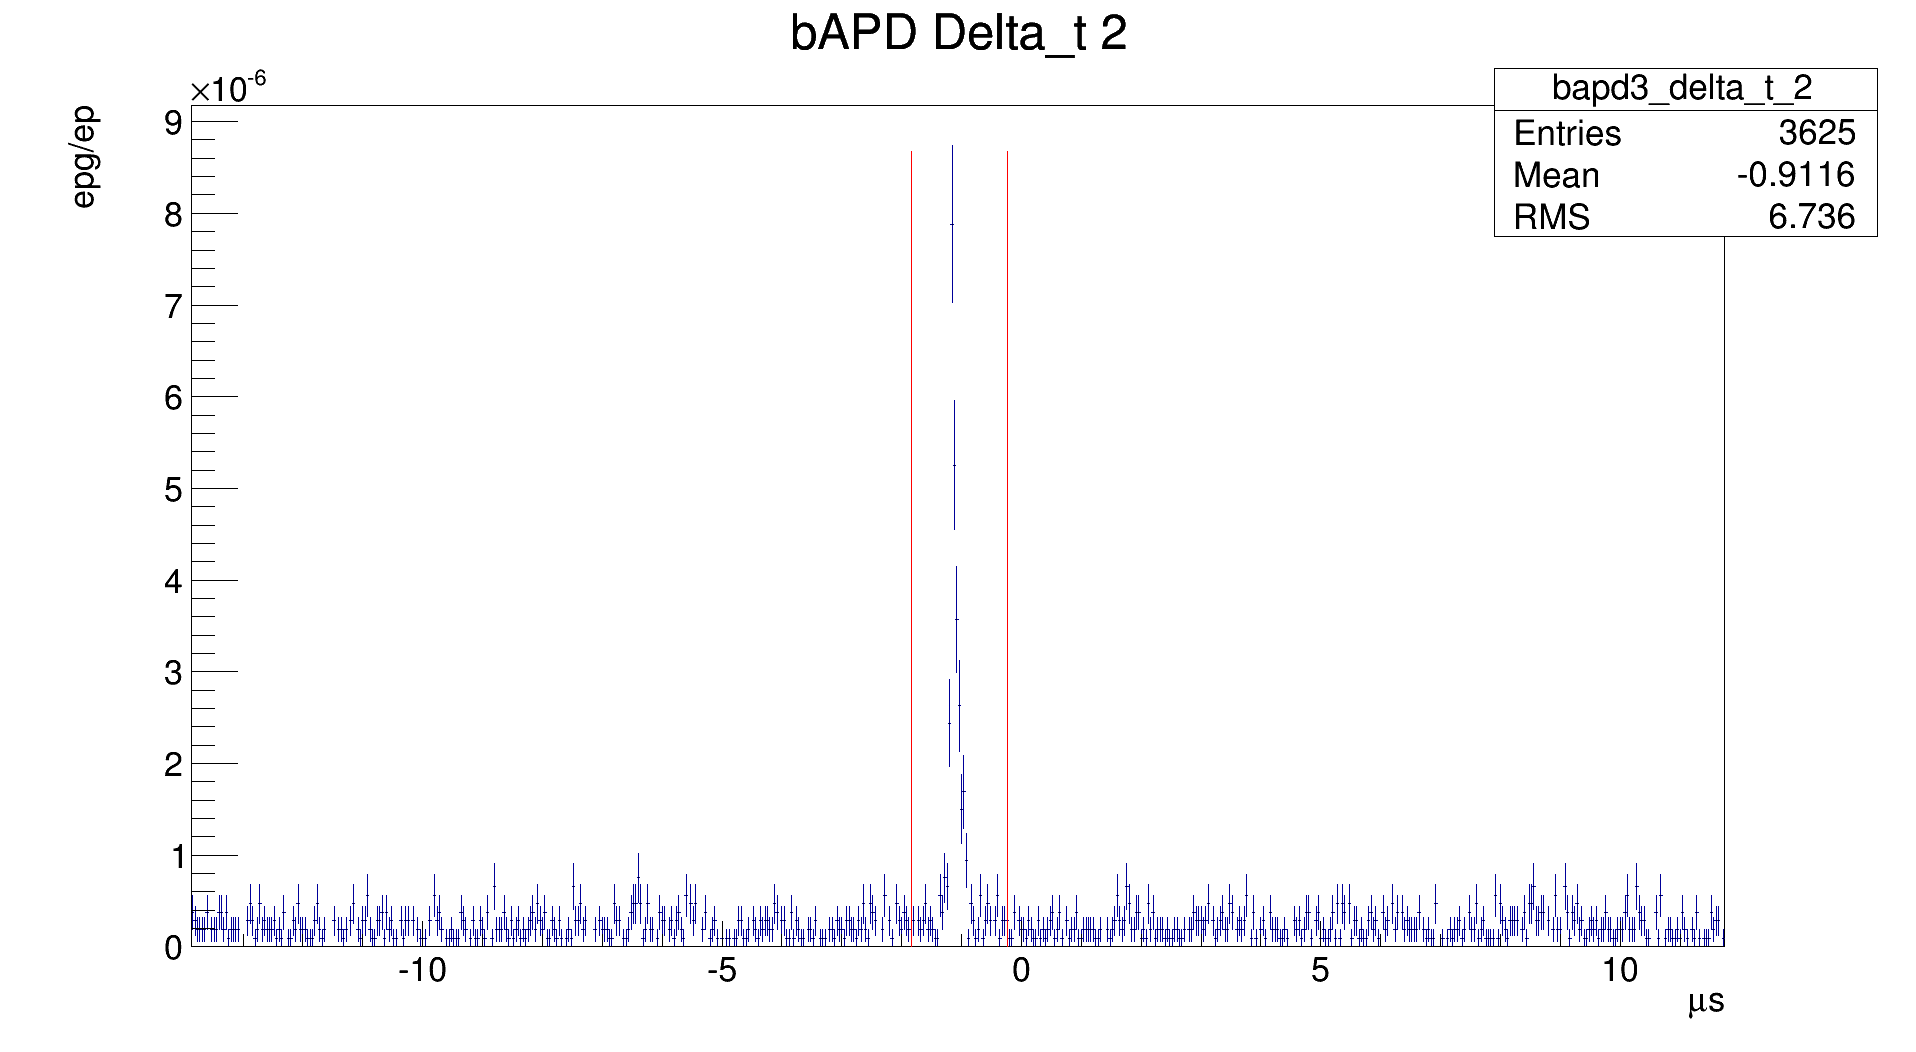 bAPD Delta_t 2
×10⁻⁶
epg/ep
bapd3_delta_t_2
Entries 3625
Mean -0.9116
RMS 6.736
9
8
7
6
5
4
3
2
1
0
-10 -5 0 5 10
μs